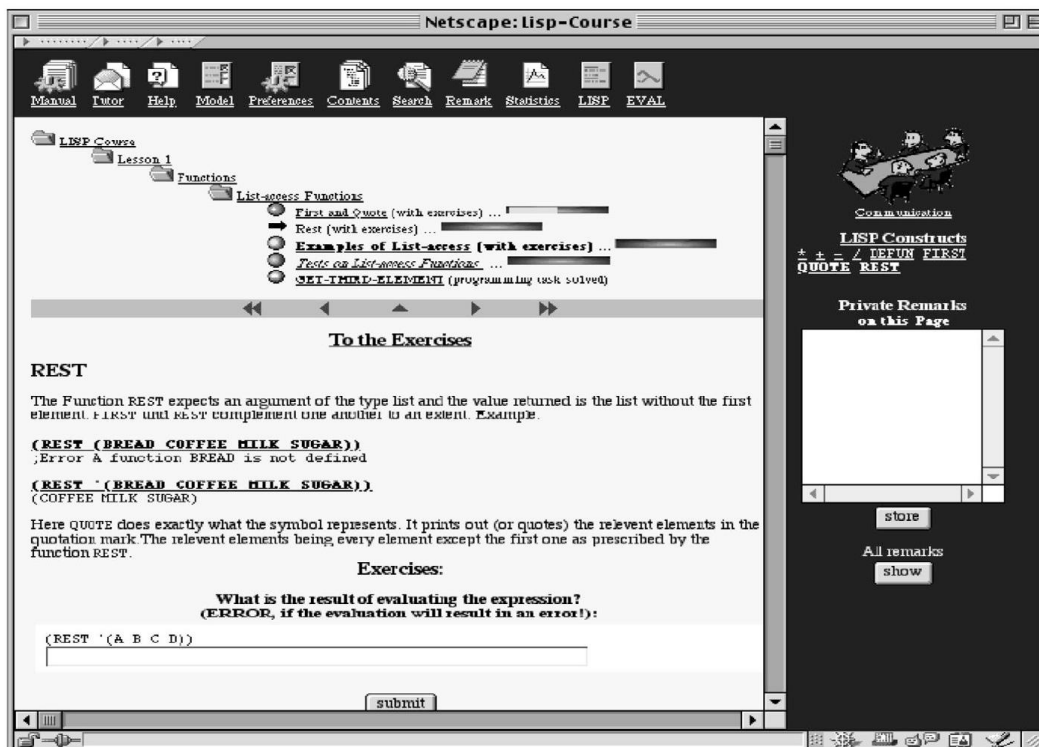 Netscape: Lisp-Course
Manual Tutor Help Model Preferences Contents Search Remark Statistics LISP EVAL
LISP Course
Lesson 1
Functions
List-access Functions
First and Quote (with exercises) ...
Rest (with exercises) ...
Examples of List-access (with exercises) ...
Tests on List-access Functions ...
GET-THIRD-ELEMENT (programming task solved)
To the Exercises
REST
The Function REST expects an argument of the type list and the value returned is the list without the first
element. FIRST und REST complement one another to an extent. Example.
(REST (BREAD COFFEE MILK SUGAR))
;Error A function BREAD is not defined
(REST '(BREAD COFFEE MILK SUGAR))
(COFFEE MILK SUGAR)
Here QUOTE does exactly what the symbol represents. It prints out (or quotes) the relevent elements in the
quotation mark.The relevent elements being every element except the first one as prescribed by the
function REST.
Exercises:
What is the result of evaluating the expression?
(ERROR, if the evaluation will result in an error!):
(REST '(A B C D))
submit
Communication
LISP Constructs
* + - / DEFUN FIRST
QUOTE REST
Private Remarks
on this Page
store
All remarks
show